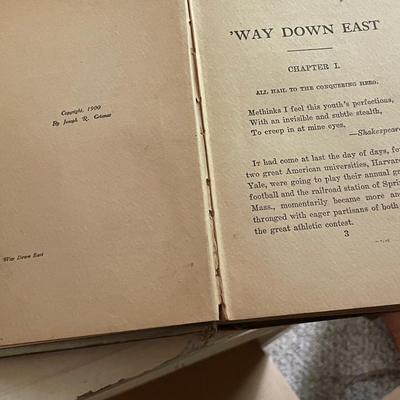 Copyright, 1900
By Joseph R. Grismer
Way Down East
'WAY DOWN EAST
CHAPTER I.
ALL HAIL TO THE CONQUERING HERO.
Methinks I feel this youth's perfections,
With an invisible and subtle stealth,
To creep in at mine eyes,
—Shakespeare
IT had come at last the day of days, fo
two great American universities, Harvard
Yale, were going to play their annual gr
football and the railroad station of Sprin
Mass., momentarily became more an
thronged with eager partisans of both
the great athletic contest.
3